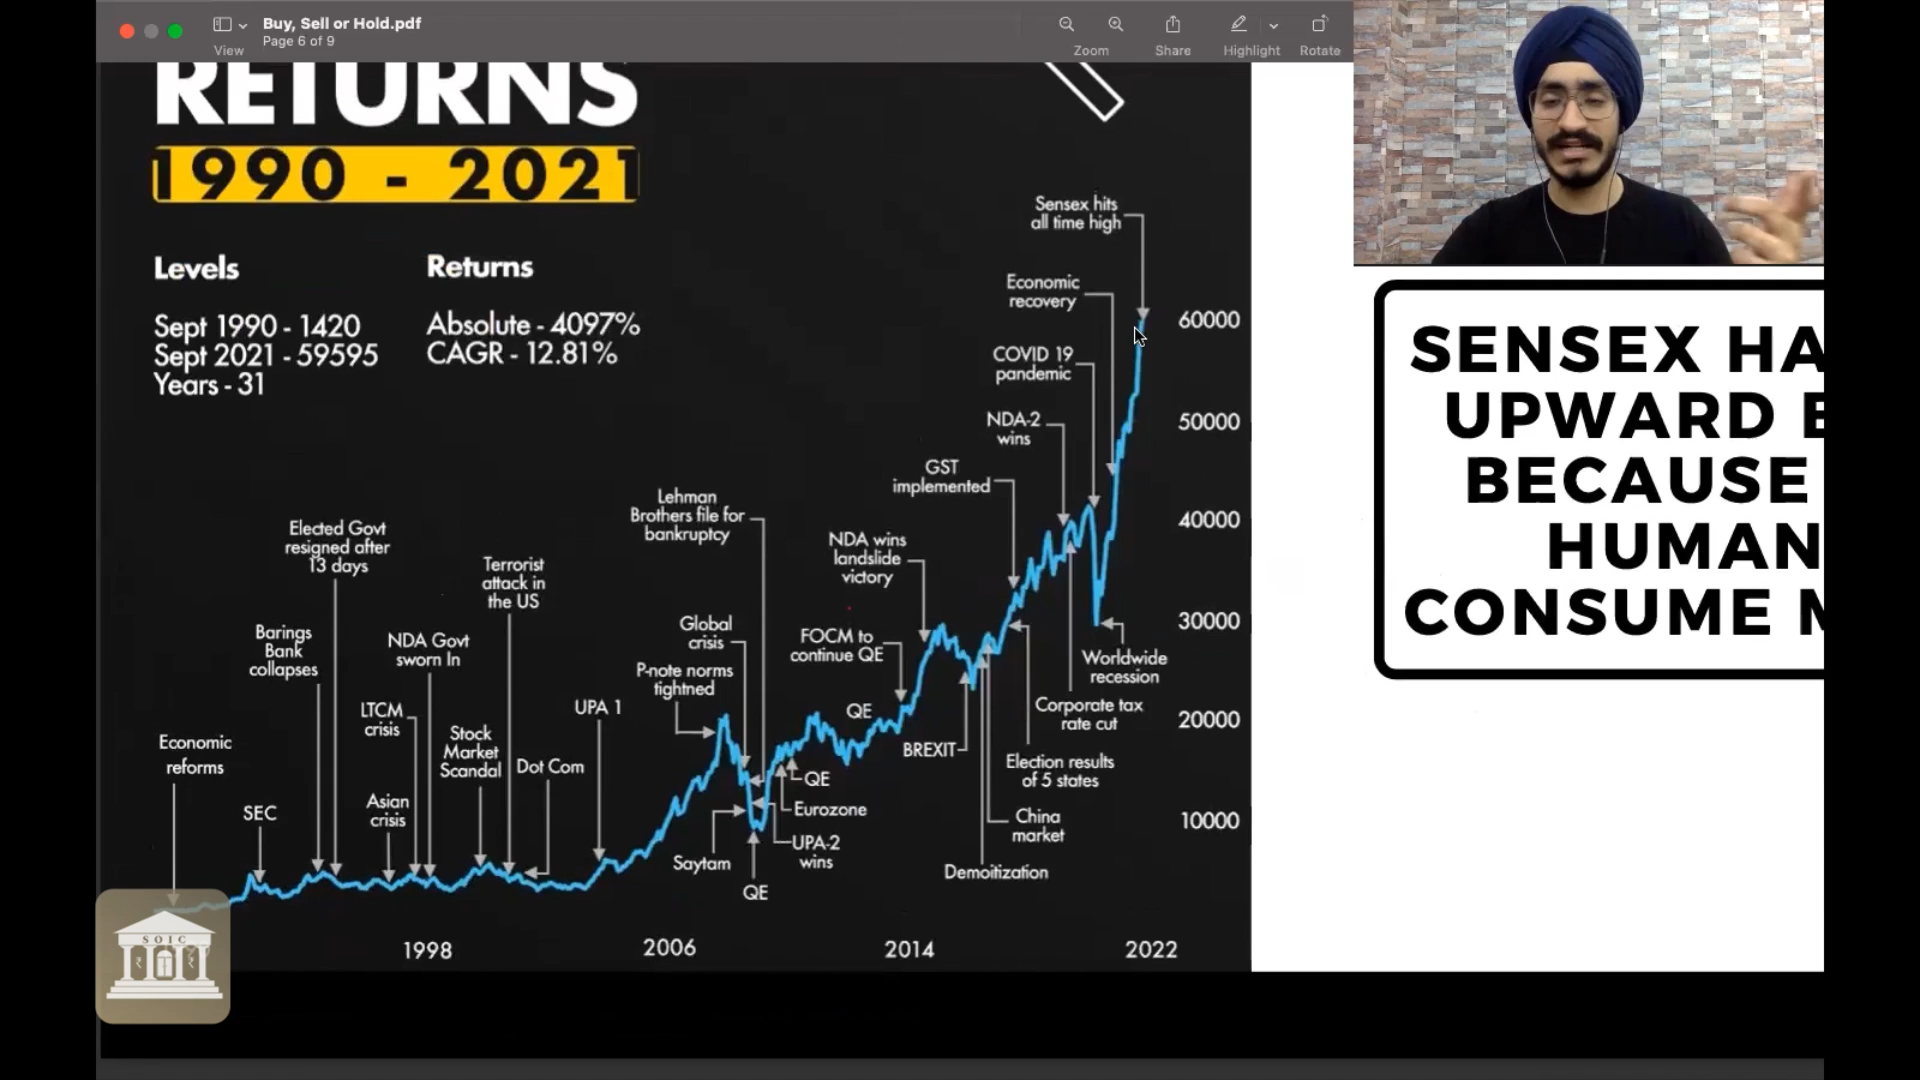 Buy, Sell or Hold.pdf
Page 6 of 9
View
Zoom
Share
Highlight
Rotate
RETURNS
1990 - 2021
Levels
Sept 1990 - 1420
Sept 2021 - 59595
Years - 31
Returns
Absolute - 4097%
CAGR - 12.81%
Sensex hits
all time high
Economic
recovery
COVID 19
pandemic
NDA-2
wins
GST
implemented
NDA wins
landslide
victory
FOCM to
continue QE
Lehman
Brothers file for
bankruptcy
Global
crisis
P-note norms
tightned
Elected Govt
resigned after
13 days
Terrorist
attack in
the US
Barings
Bank
collapses
NDA Govt
sworn In
LTCM
crisis
Stock
Market
Scandal
Dot Com
UPA 1
Economic
reforms
SEC
Asian
crisis
Saytam
QE
UPA-2
wins
Eurozone
QE
QE
BREXIT
Worldwide
recession
Corporate tax
rate cut
Election results
of 5 states
China
market
Demoitization
60000
50000
40000
30000
20000
10000
1998
2006
2014
2022
SENSEX HA
UPWARD
BECAUSE
HUMAN
CONSUME
SOIC